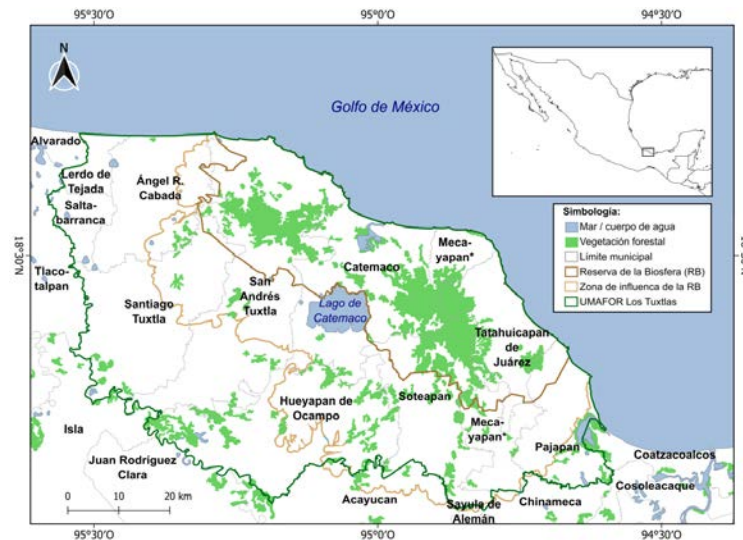 95°30'O
95°0'O
94°30'O
N
Golfo de México
Alvarado
Lerdo de
Tejada
Salta-
barranca
Ángel R.
Cabada
Tlaco-
talpan
18°30'N
Santiago
Tuxtla
San
Andrés
Tuxtla
Catemaco
Lago de
Catemaco
Meca-
yapan*
Tatahuicapan
de
Juárez
Soteapan
Hueyapan de
Ocampo
Meca-
yapan*
Pajapan
Isla
Juan Rodríguez
Clara
Acayucan
Sayula de
Alemán
Chinameca
Coatzacoalcos
Cosoleacaque
Simbología:
Mar / cuerpo de agua
Vegetación forestal
Límite municipal
Reserva de la Biosfera (RB)
Zona de influenca de la RB
UMAFOR Los Tuxtlas
0 10 20 km
95°30'O
95°0'O
94°30'O